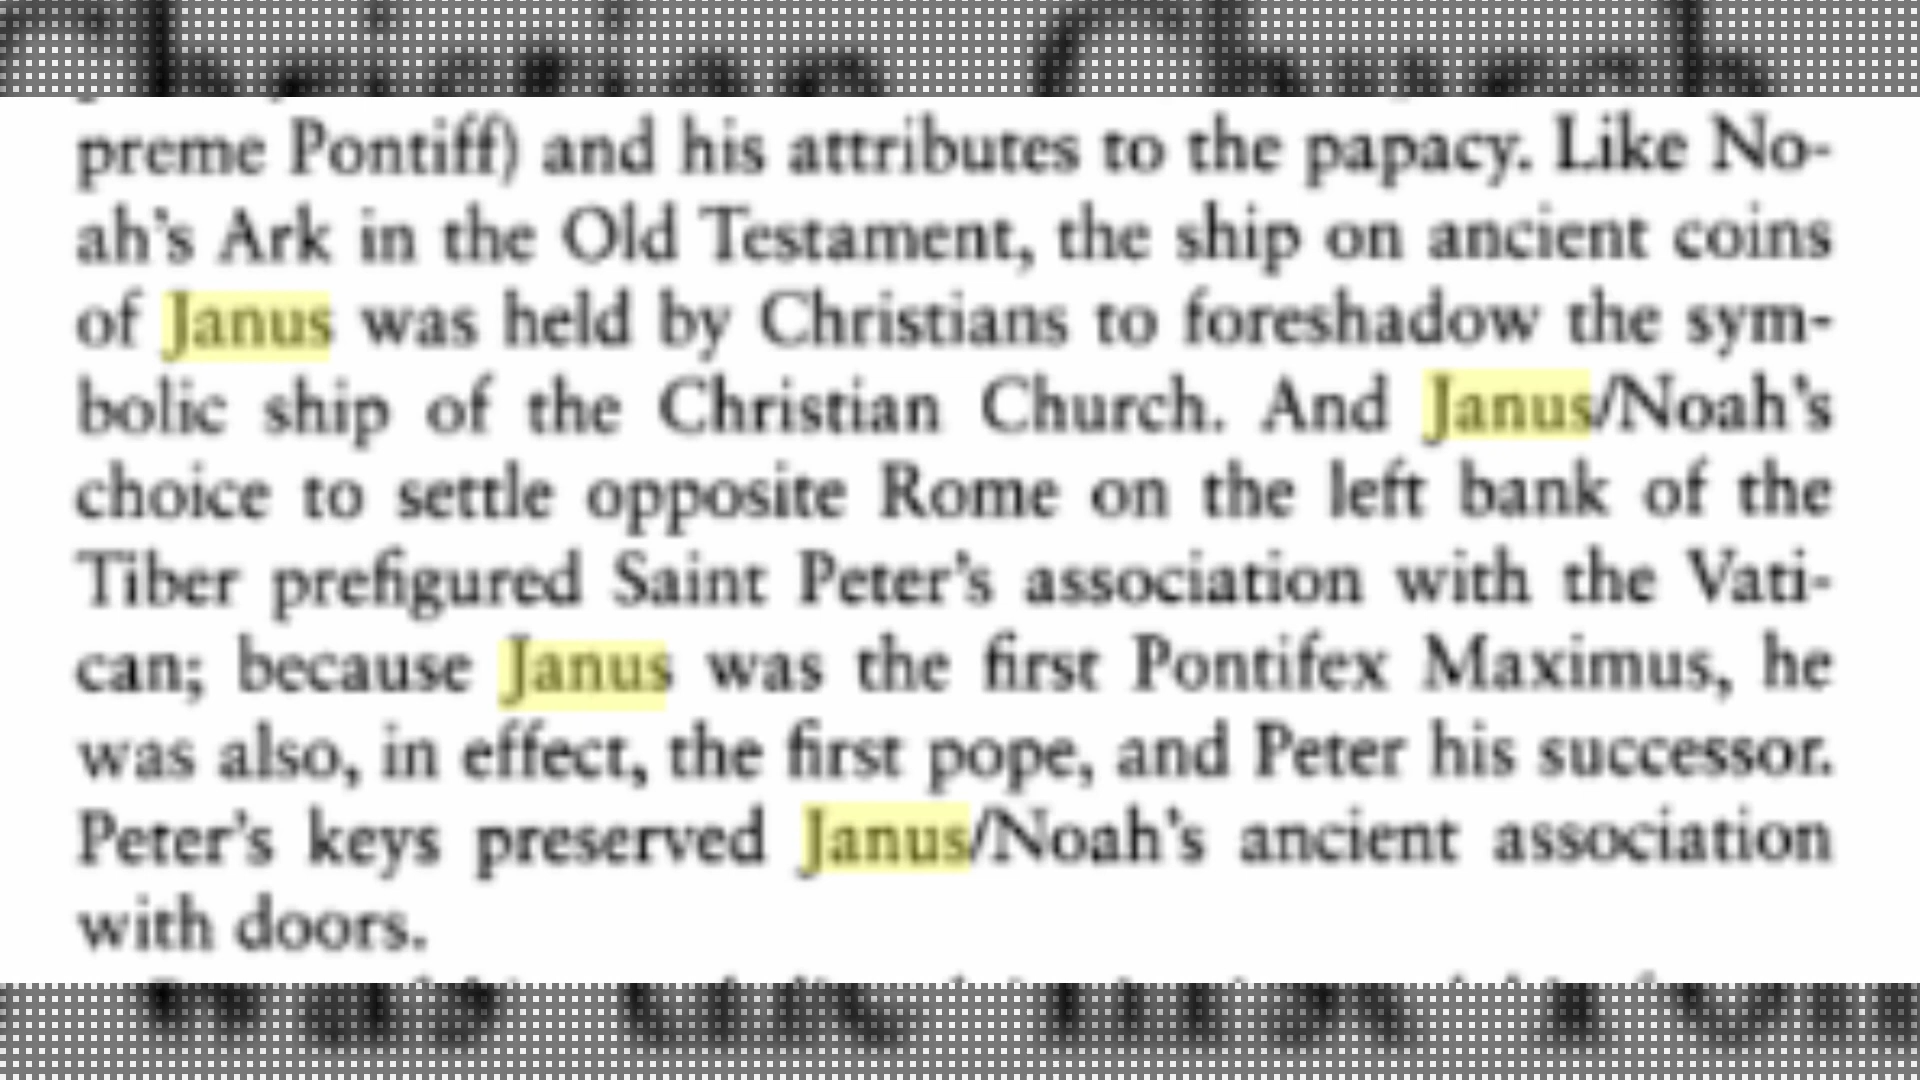 preme Pontiff) and his attributes to the papacy. Like No-
ah's Ark in the Old Testament, the ship on ancient coins
of Janus was held by Christians to foreshadow the sym-
bolic ship of the Christian Church. And Janus/Noah's
choice to settle opposite Rome on the left bank of the
Tiber prefigured Saint Peter's association with the Vati-
can; because Janus was the first Pontifex Maximus, he
was also, in effect, the first pope, and Peter his successor.
Peter's keys preserved Janus/Noah's ancient association
with doors.